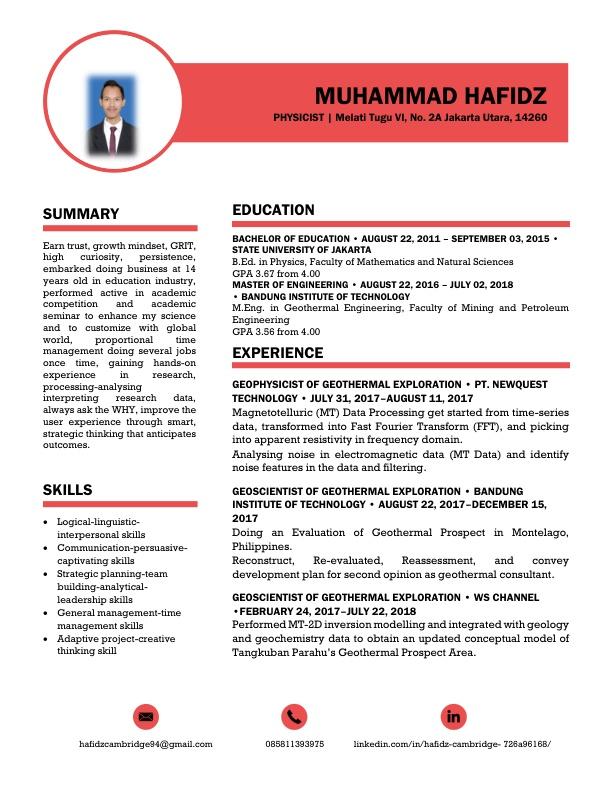 MUHAMMAD HAFIDZ
PHYSICIST | Melati Tugu VI, No. 2A Jakarta Utara, 14260
SUMMARY
Earn trust, growth mindset, GRIT,
high curiosity, persistence,
embarked doing business at 14
years old in education industry,
performed active in academic
competition and academic
seminar to enhance my science
and to customize with global
world, proportional time
management doing several jobs
once time, gaining hands-on
experience in research,
processing-analysing
interpreting research data,
always ask the WHY, improve the
user experience through smart,
strategic thinking that anticipates
outcomes.
SKILLS
• Logical-linguistic-
interpersonal skills
• Communication-persuasive-
captivating skills
• Strategic planning-team
building-analytical-
leadership skills
• General management-time
management skills
• Adaptive project-creative
thinking skill
EDUCATION
BACHELOR OF EDUCATION • AUGUST 22, 2011 – SEPTEMBER 03, 2015 •
STATE UNIVERSITY OF JAKARTA
B.Ed. in Physics, Faculty of Mathematics and Natural Sciences
GPA 3.67 from 4.00
MASTER OF ENGINEERING • AUGUST 22, 2016 – JULY 02, 2018
• BANDUNG INSTITUTE OF TECHNOLOGY
M.Eng. in Geothermal Engineering, Faculty of Mining and Petroleum
Engineering
GPA 3.56 from 4.00
EXPERIENCE
GEOPHYSICIST OF GEOTHERMAL EXPLORATION • PT. NEWQUEST
TECHNOLOGY • JULY 31, 2017–AUGUST 11, 2017
Magnetotelluric (MT) Data Processing get started from time-series
data, transformed into Fast Fourier Transform (FFT), and picking
into apparent resistivity in frequency domain.
Analysing noise in electromagnetic data (MT Data) and identify
noise features in the data and filtering.
GEOSCIENTIST OF GEOTHERMAL EXPLORATION • BANDUNG
INSTITUTE OF TECHNOLOGY • AUGUST 22, 2017–DECEMBER 15,
2017
Doing an Evaluation of Geothermal Prospect in Montelago,
Philippines.
Reconstruct, Re-evaluated, Reassessment, and convey
development plan for second opinion as geothermal consultant.
GEOSCIENTIST OF GEOTHERMAL EXPLORATION • WS CHANNEL
•FEBRUARY 24, 2017–JULY 22, 2018
Performed MT-2D inversion modelling and integrated with geology
and geochemistry data to obtain an updated conceptual model of
Tangkuban Parahu's Geothermal Prospect Area.
hafidzcambridge94@gmail.com
085811393975
linkedin.com/in/hafidz-cambridge- 726a96168/